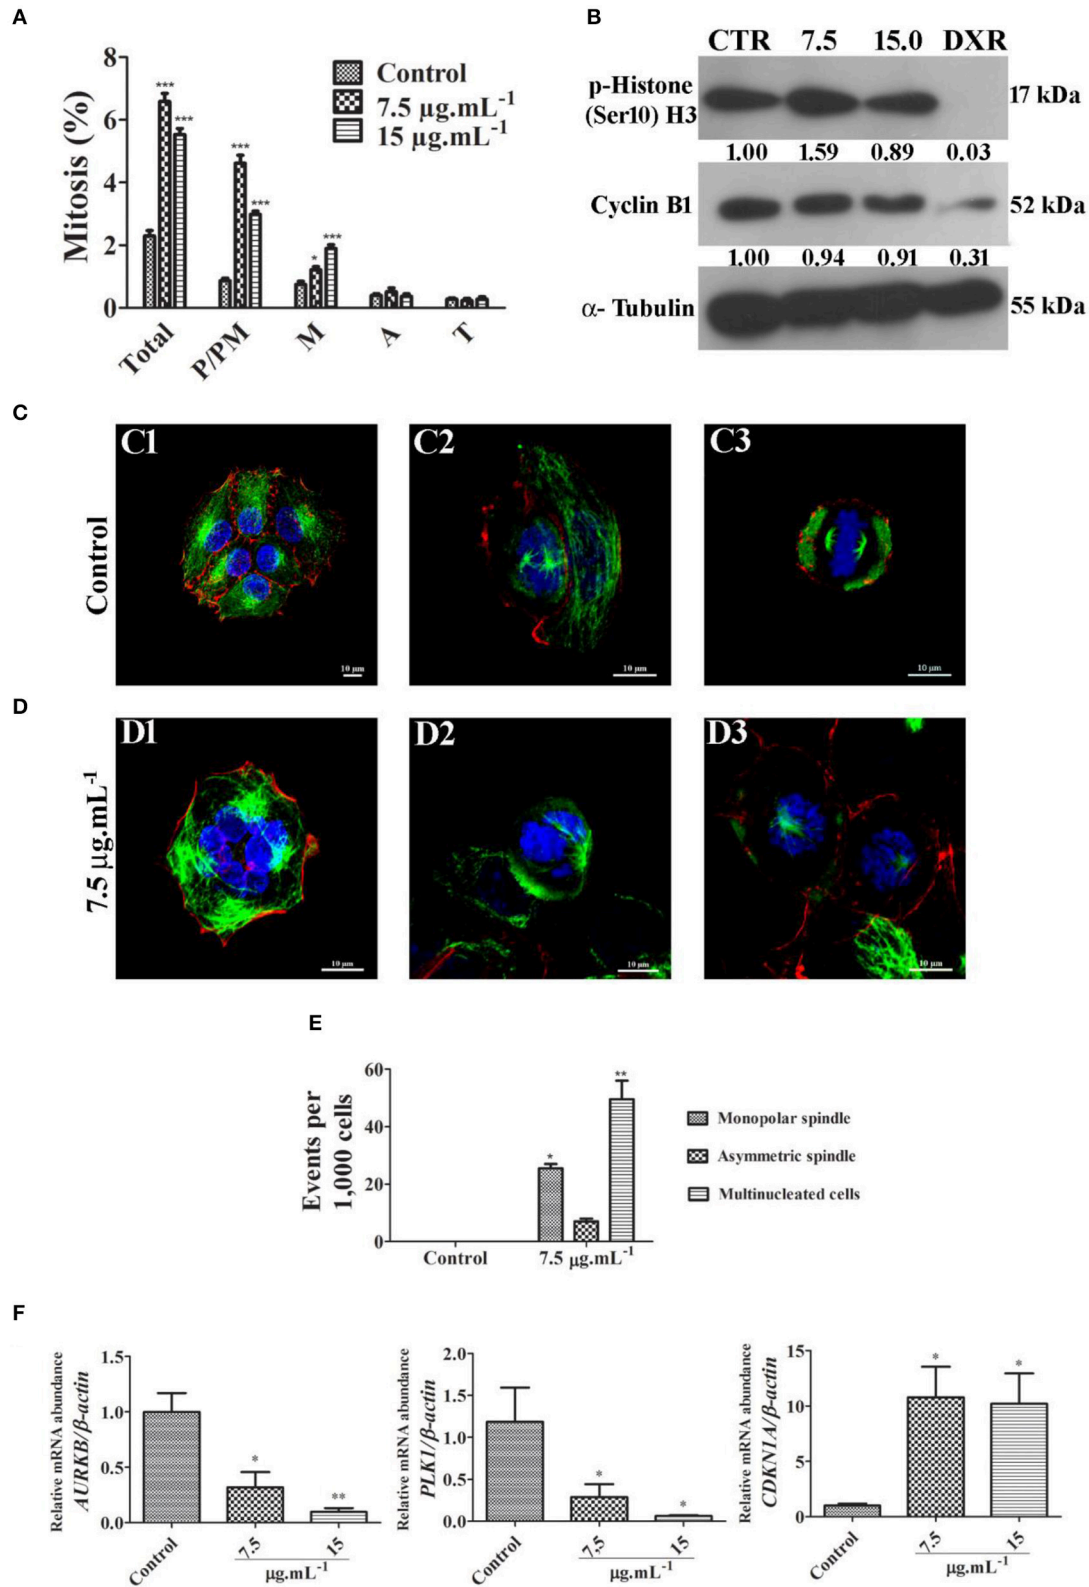 A
Mitosis (%)
8
6
4
2
0
Control
7.5 µg.mL-1
15 µg.mL-1
Total
P/PM
M
A
T
***
***
***
***
*
***
B
CTR 7.5 15.0 DXR
p-Histone
(Ser10) H3
17 kDa
1.00 1.59 0.89 0.03
Cyclin B1
52 kDa
1.00 0.94 0.91 0.31
α- Tubulin
55 kDa
C
Control
C1
10 µm
C2
10 µm
C3
10 µm
D
7.5 µg.mL-1
D1
10 µm
D2
10 µm
D3
10 µm
E
Events per
1,000 cells
60
40
20
0
*
**
Control
7.5 µg.mL-1
Monopolar spindle
Asymmetric spindle
Multinucleated cells
F
Relative mRNA abundance
AURKB/β-actin
1.5
1.0
0.5
0.0
*
**
Control
7.5
15
µg.mL-1
Relative mRNA abundance
PLK1/β-actin
2.0
1.5
1.0
0.5
0.0
*
*
Control
7.5
15
µg.mL-1
Relative mRNA abundance
CDKN1A/β-actin
15
10
5
0
*
*
Control
7.5
15
µg.mL-1